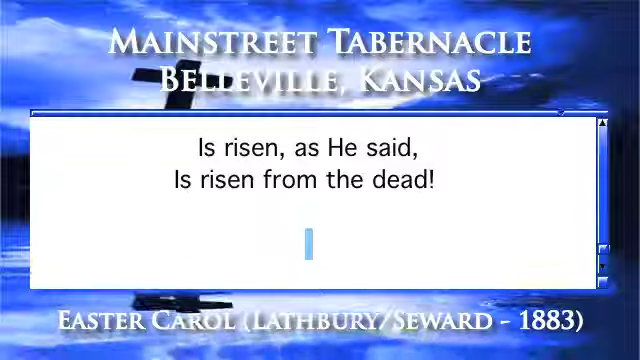 Mainstreet Tabernacle
Belleville, Kansas
Is risen, as He said,
Is risen from the dead!
Easter Carol (Lathbury/Seward - 1883)